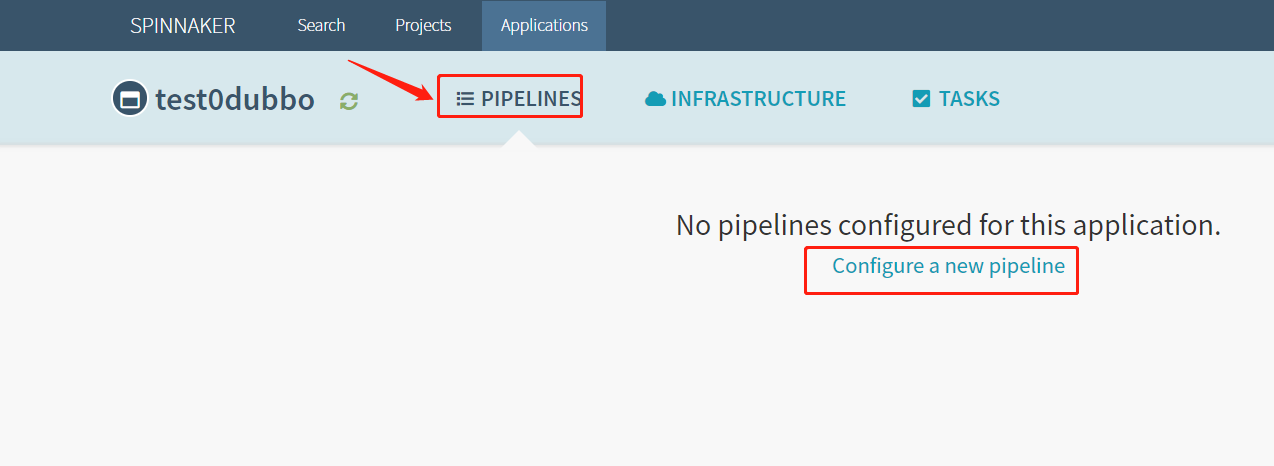 SPINNAKER Search Projects Applications
test0dubbo PIPELINES INFRASTRUCTURE TASKS
No pipelines configured for this application.
Configure a new pipeline